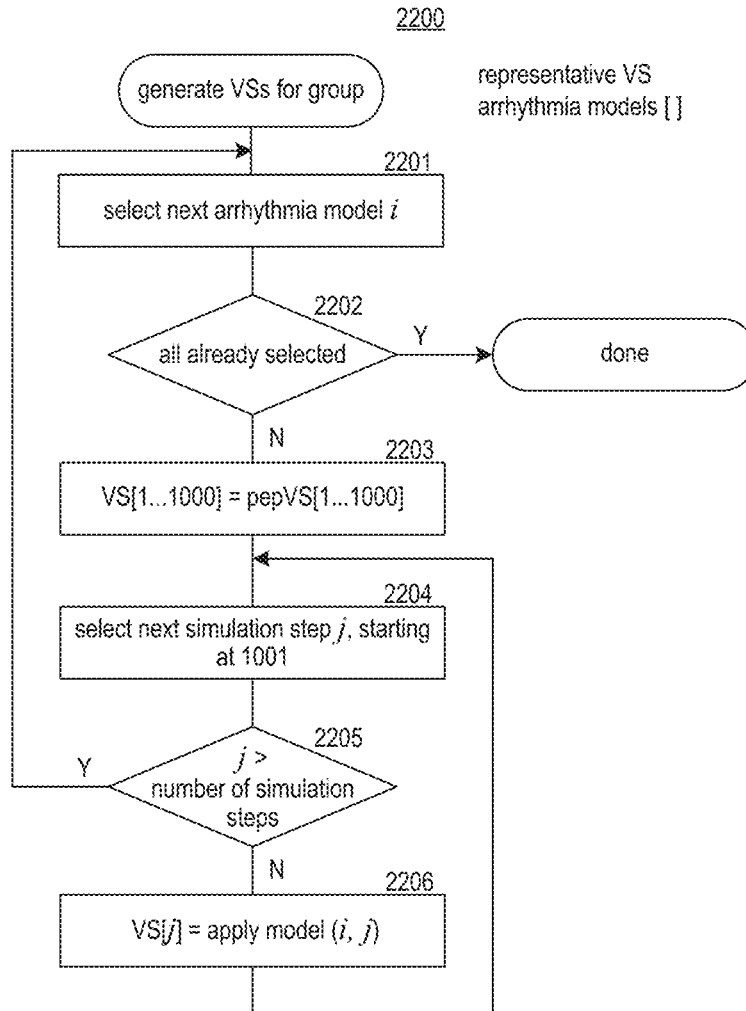 2200
generate VSs for group
representative VS
arrhythmia models [ ]
2201
select next arrhythmia model i
2202
all already selected
Y
done
N
2203
VS[1...1000] = pepVS[1...1000]
2204
select next simulation step j, starting
at 1001
2205
Y
j >
number of simulation
steps
N
2206
VS[j] = apply model (i, j)